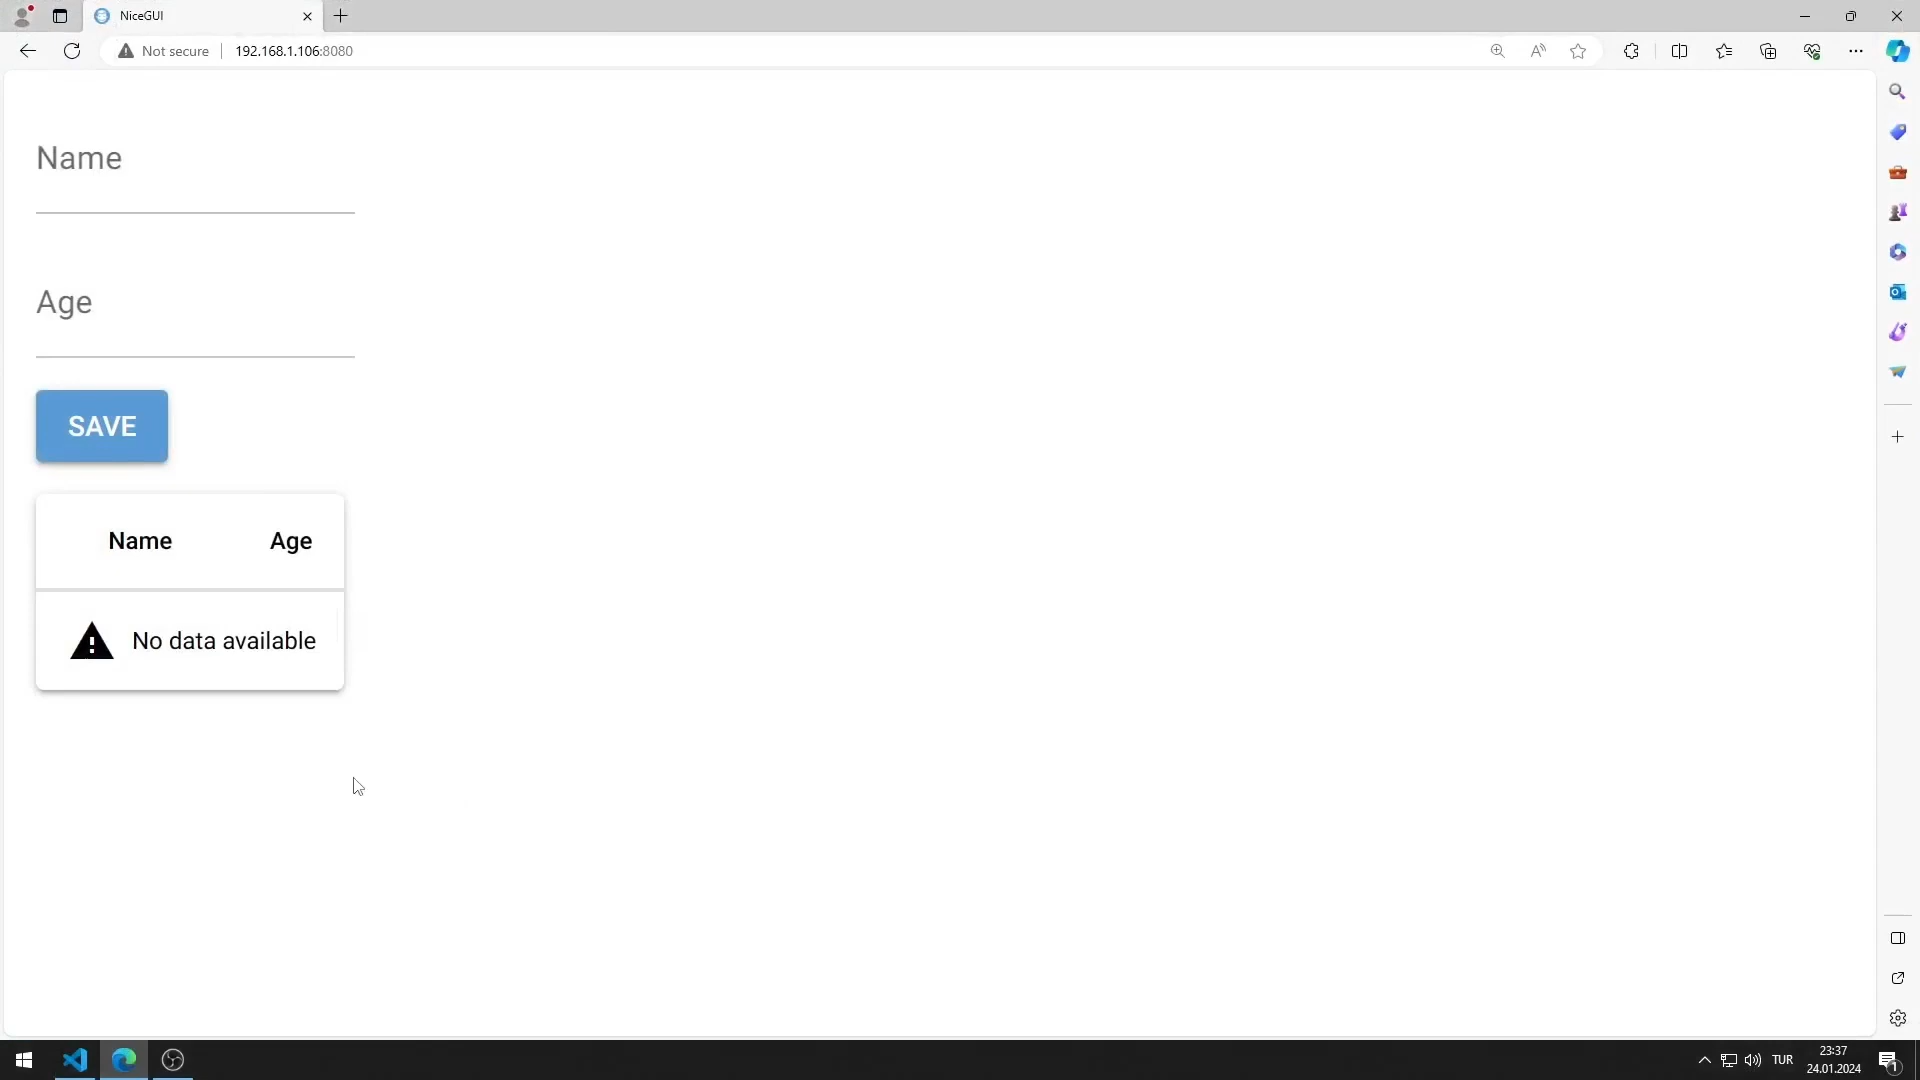 NiceGUI
Not secure
192.168.1.106:8080
Name
Age
SAVE
Name Age
No data available
TUR
23:37
24.01.2024
1